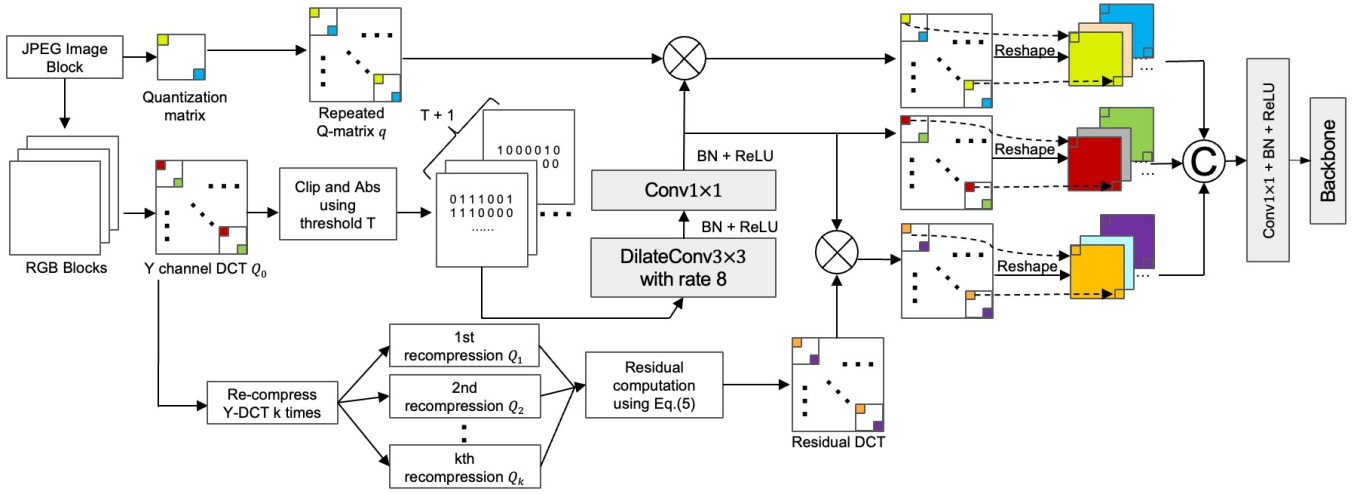 JPEG Image
Block
Quantization
matrix
Repeated
Q-matrix q
T + 1
1000010
00
0111001
1110000
......
RGB Blocks
Y channel DCT Q₀
Clip and Abs
using
threshold T
BN + ReLU
Conv1×1
BN + ReLU
DilateConv3×3
with rate 8
Re-compress
Y-DCT k times
1st
recompression Q₁
2nd
recompression Q₂
kth
recompression Qₖ
Residual
computation
using Eq.(5)
Residual DCT
Reshape
...
Reshape
...
Reshape
...
C
Conv1×1 + BN + ReLU
Backbone